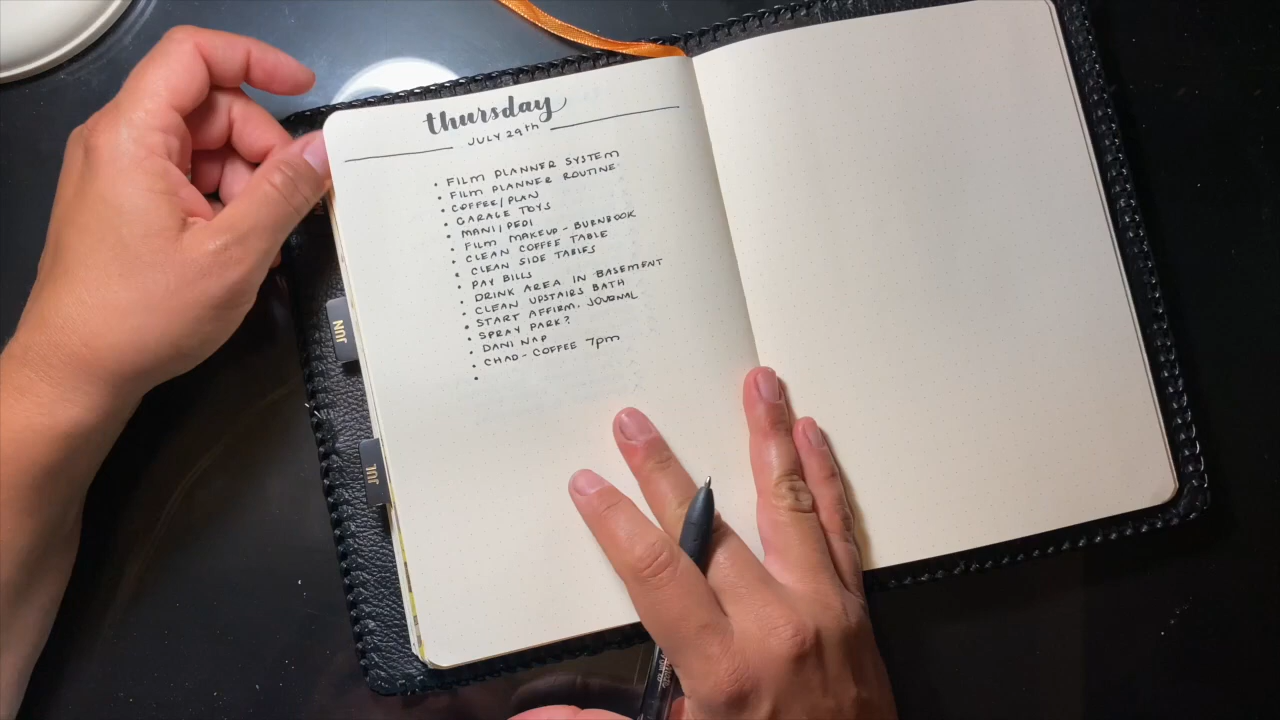 thursday
JULY 29th
• FILM PLANNER SYSTEM
• FILM PLANNER ROUTINE
• COFFEE/PLAN
• GARAGE TOYS
• MANI/PEDI
• FILM MAKEUP - BURNBOOK
• CLEAN COFFEE TABLE
• CLEAN SIDE TABLES
• PAY BILLS
• DRINK AREA IN BASEMENT
• CLEAN UPSTAIRS BATH
• START AFFIRM. JOURNAL
• SPRAY PARK?
• DANI NAP
• CHAD - COFFEE 7pm
•
JUN
JUL